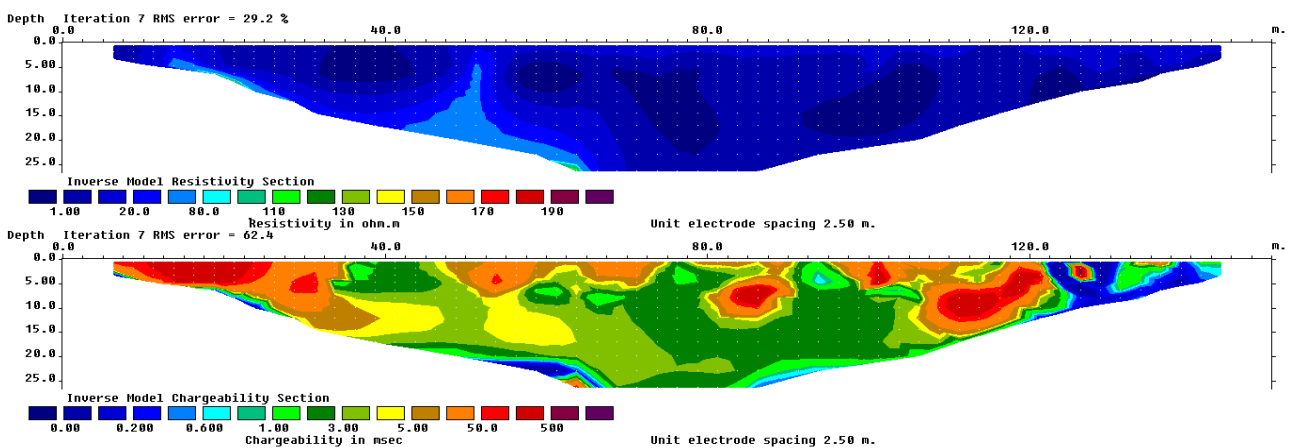 Depth Iteration 7 RMS error = 29.2 %
0.0 40.0 80.0 120.0 m.
0.0
5.00
10.0
15.0
20.0
25.0
Inverse Model Resistivity Section
1.00 20.0 80.0 110 130 150 170 190
Resistivity in ohm.m Unit electrode spacing 2.50 m.
Depth Iteration 7 RMS error = 62.4
0.0 40.0 80.0 120.0 m.
0.0
5.00
10.0
15.0
20.0
25.0
Inverse Model Chargeability Section
0.00 0.200 0.600 1.00 3.00 5.00 50.0 500
Chargeability in msec Unit electrode spacing 2.50 m.